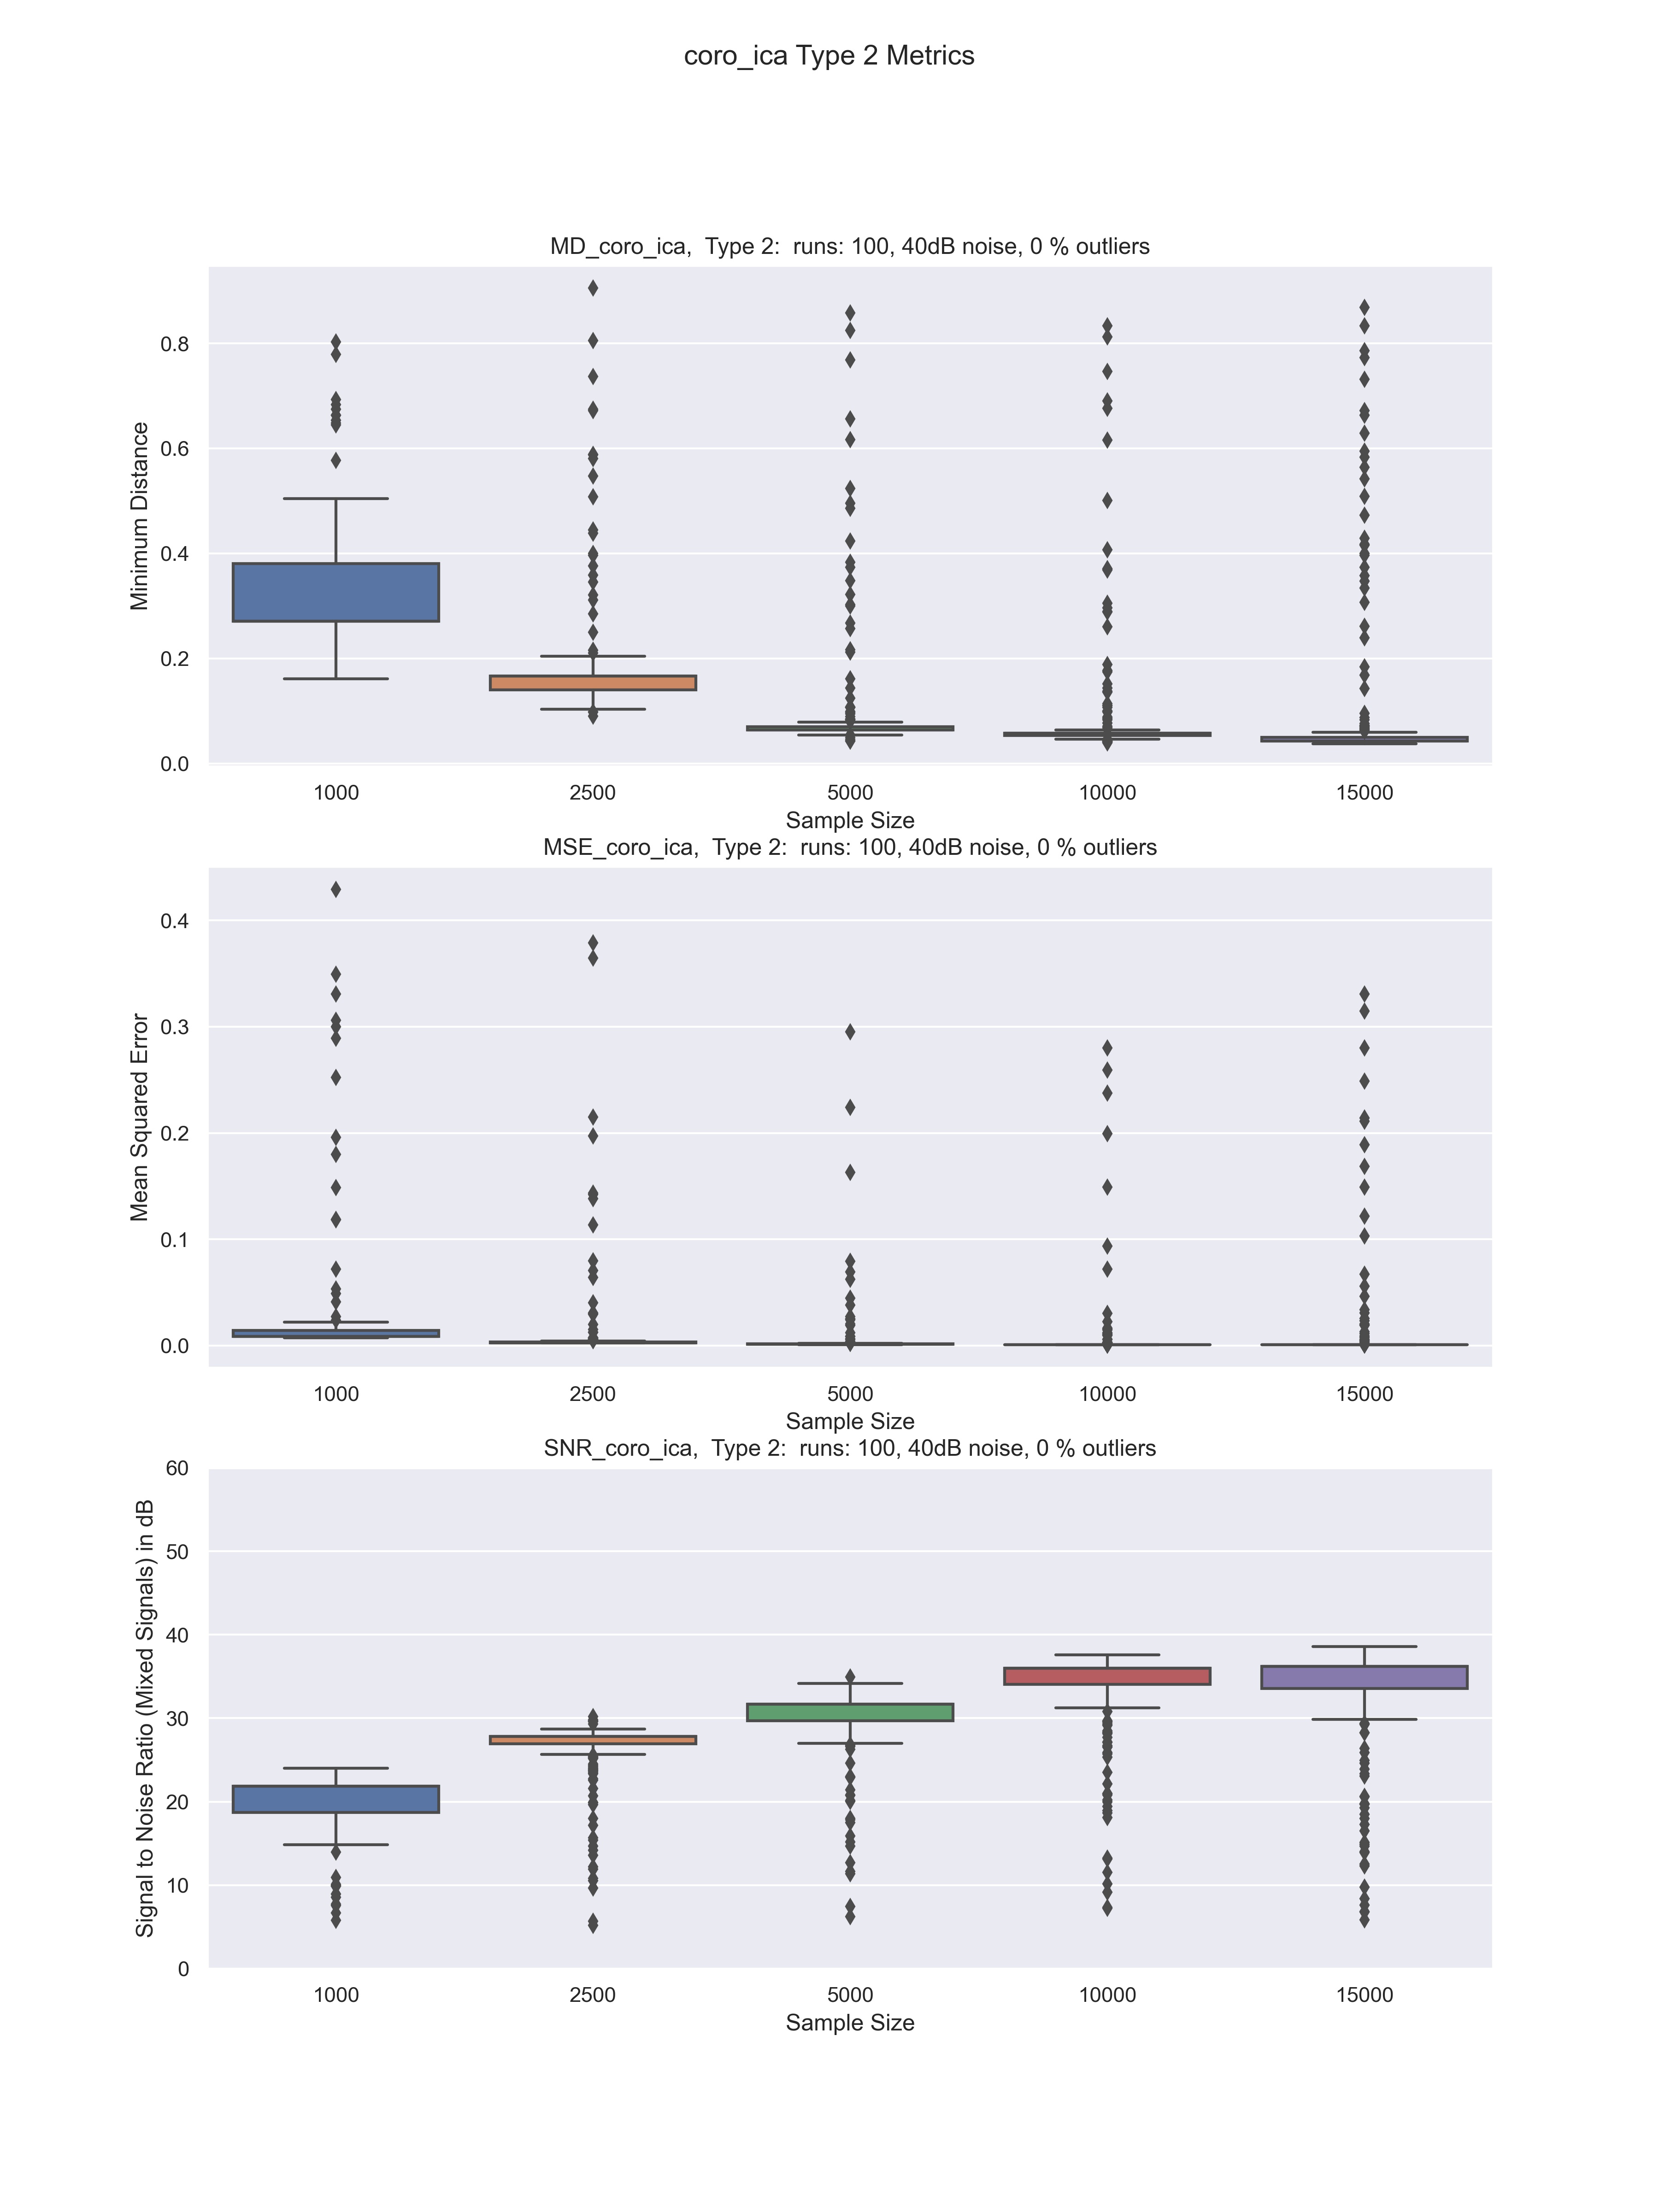 coro_ica Type 2 Metrics
MD_coro_ica,  Type 2:  runs: 100, 40dB noise, 0 % outliers
Minimum Distance
0.8
0.6
0.4
0.2
0.0
1000 2500 5000 10000 15000
Sample Size
MSE_coro_ica,  Type 2:  runs: 100, 40dB noise, 0 % outliers
Mean Squared Error
0.4
0.3
0.2
0.1
0.0
1000 2500 5000 10000 15000
Sample Size
SNR_coro_ica,  Type 2:  runs: 100, 40dB noise, 0 % outliers
Signal to Noise Ratio (Mixed Signals) in dB
60
50
40
30
20
10
0
1000 2500 5000 10000 15000
Sample Size